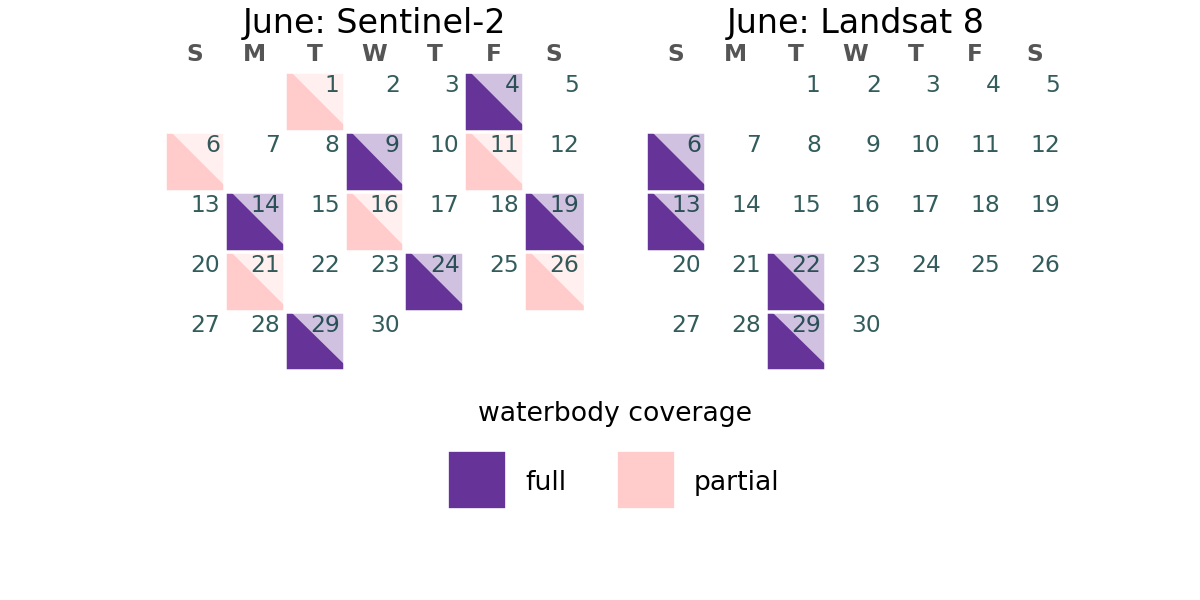 June: Sentinel-2
S M T W T F S
1 2 3 4 5
6 7 8 9 10 11 12
13 14 15 16 17 18 19
20 21 22 23 24 25 26
27 28 29 30
June: Landsat 8
S M T W T F S
1 2 3 4 5
6 7 8 9 10 11 12
13 14 15 16 17 18 19
20 21 22 23 24 25 26
27 28 29 30
waterbody coverage
full partial